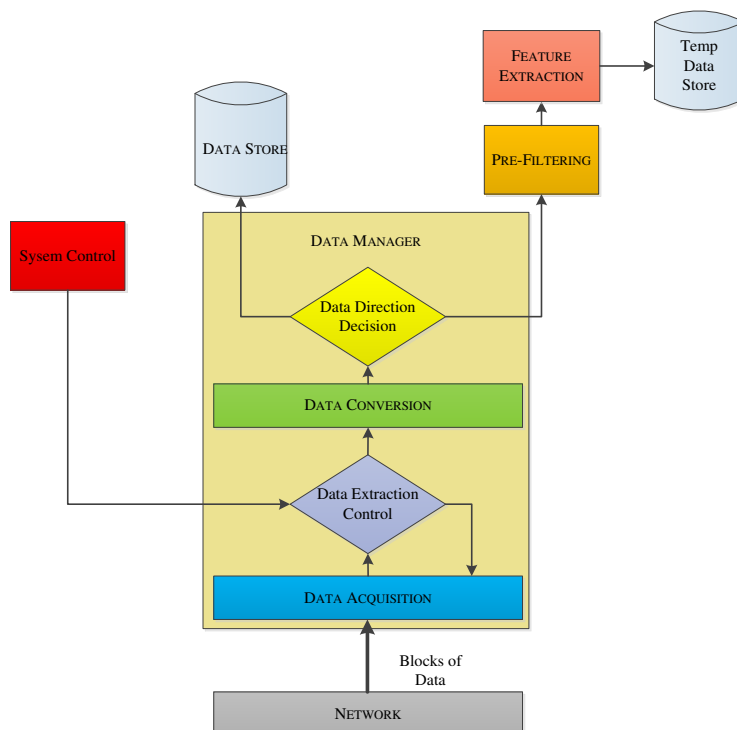 FEATURE
EXTRACTION
Temp
Data
Store
DATA STORE
PRE-FILTERING
Sysem Control
DATA MANAGER
Data Direction
Decision
DATA CONVERSION
Data Extraction
Control
DATA ACQUISITION
Blocks of
Data
NETWORK